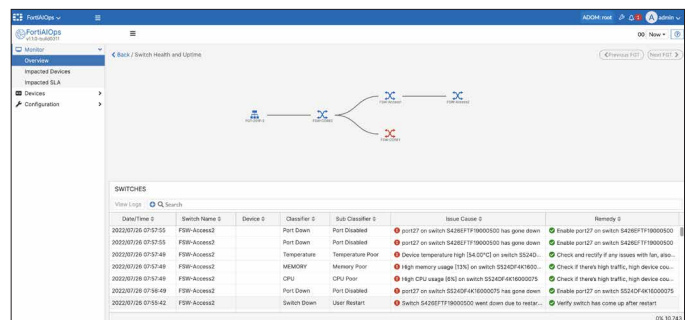 FortiAIOps
ADOM: root
1
A
admin
FortiAIOps
v1.1.0-build0071
Now
Monitor
Overview
Impacted Devices
Impacted SLA
Devices
Configuration
Back / Switch Health and Uptime
Previous FGT
Next FGT
SWITCHES
View Logs
Search
Date/Time Switch Name Device Classifier Sub Classifier Issue Cause Remedy
2022/07/26 07:57:55 FSW-Access2 Port Down Port Disabled port27 on switch S426EFTF19000500 has gone down Enable port27 on switch S426EFTF19000500
2022/07/26 07:57:55 FSW-Access2 Port Down Port Disabled port27 on switch S426EFTF19000500 has gone down Enable port27 on switch S426EFTF19000500
2022/07/26 07:57:49 FSW-Access2 Temperature Temperature Poor Device temperature high [54.00°C] on switch S524D... Check and rectify if any issues with fan, also...
2022/07/26 07:57:49 FSW-Access2 MEMORY Memory Poor High memory usage [13%] on switch S524DF4K1600... Check if there's high traffic, high device cou...
2022/07/26 07:57:49 FSW-Access2 CPU CPU Poor High CPU usage [6%] on switch S524DF4K16000075 ... Check if there's high traffic, high device cou...
2022/07/26 07:56:49 FSW-Access2 Port Down Port Disabled port27 on switch S524DF4K16000075 has gone down Enable port27 on switch S524DF4K16000075
2022/07/26 07:55:42 FSW-Access2 Switch Down User Restart Switch S426EFTF19000500 went down due to restar... Verify switch has come up after restart
0% 10,743